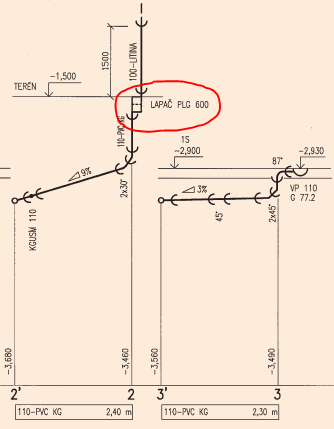 1500
100-LITINA
TERÉN
-1,500
LAPAČ PLG 600
110-PVC KG
1S
-2,900
-2,930
87°
9%
3%
2x30°
VP 110
G 77.2
KGUSM 110
45°
2x45°
-3,680
-3,460
-3,560
-3,490
2'
2
3'
3
110-PVC KG 2,40 m
110-PVC KG 2,30 m